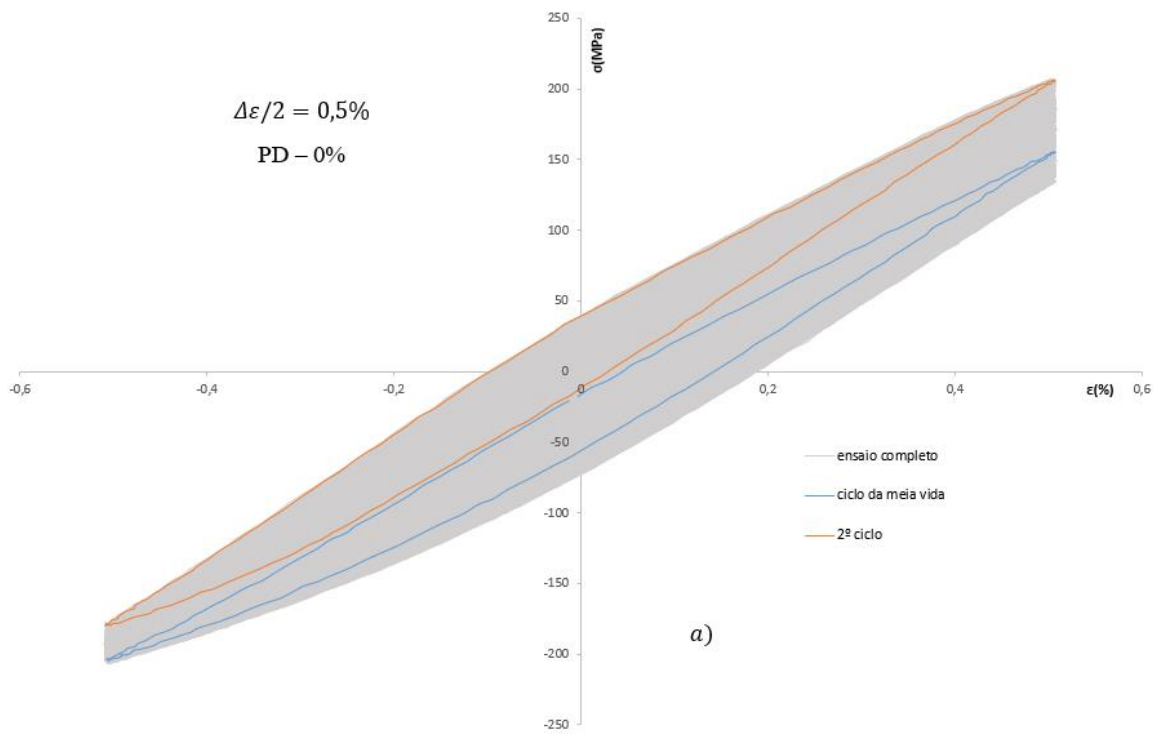 250
σ(MPa)
200
Δε/2 = 0,5%
PD – 0%
150
100
50
0
-0,6
-0,4
-0,2
0
0,2
0,4
ε(%)
0,6
-50
ensaio completo
ciclo da meia vida
-100
2º ciclo
-150
a)
-200
-250